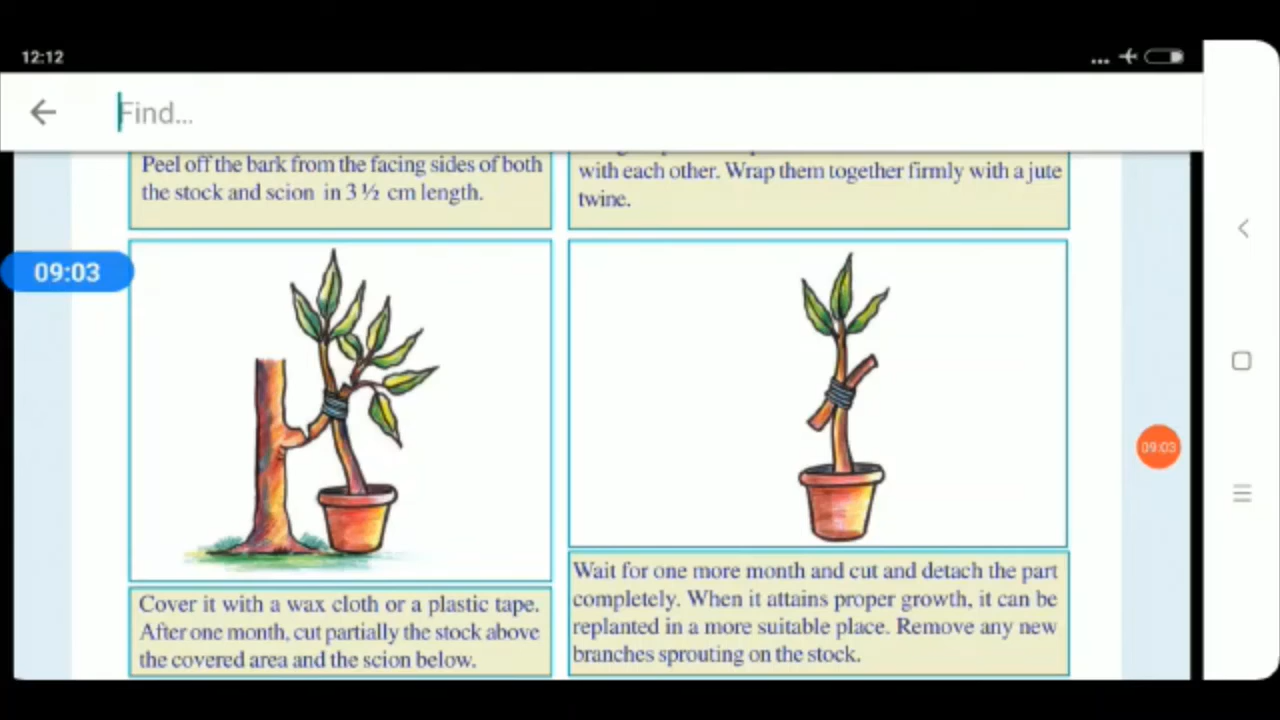 12:12
Find...
Peel off the bark from the facing sides of both
the stock and scion in 3 ½ cm length.
with each other. Wrap them together firmly with a jute
twine.
09:03
09:03
Cover it with a wax cloth or a plastic tape.
After one month, cut partially the stock above
the covered area and the scion below.
Wait for one more month and cut and detach the part
completely. When it attains proper growth, it can be
replanted in a more suitable place. Remove any new
branches sprouting on the stock.